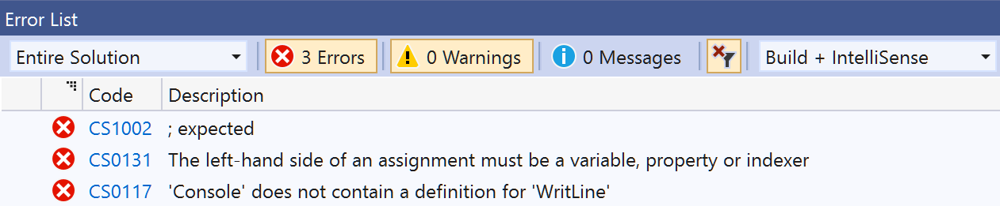 Error List
Entire Solution 3 Errors 0 Warnings 0 Messages Build + IntelliSense
Code Description
CS1002 ; expected
CS0131 The left-hand side of an assignment must be a variable, property or indexer
CS0117 'Console' does not contain a definition for 'WritLine'